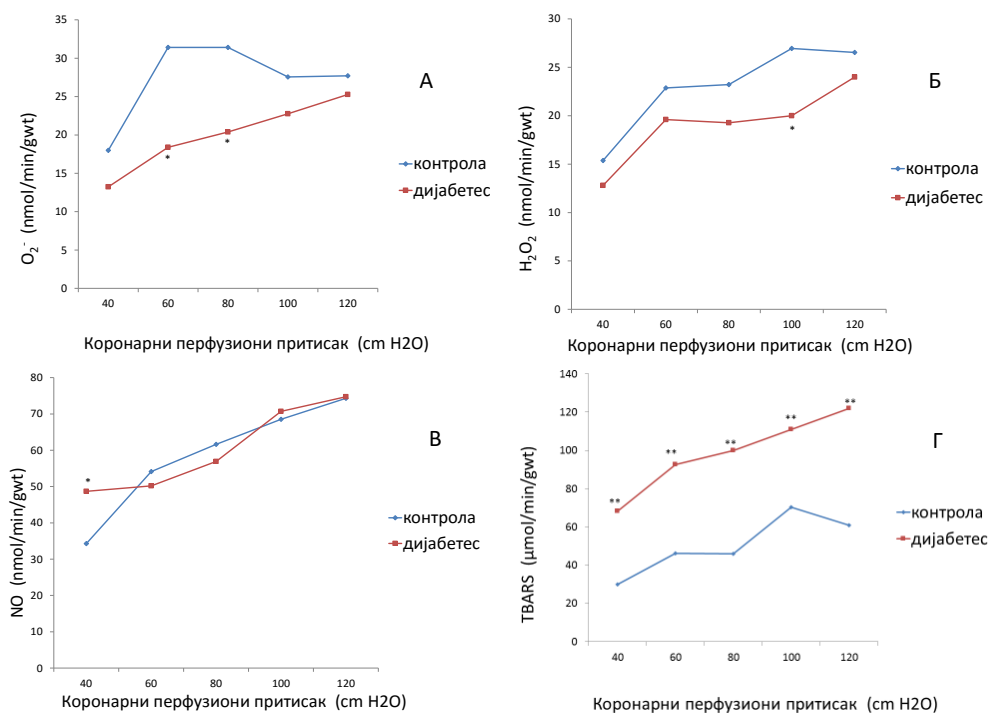 35
30
25
20
15
10
5
0
O₂⁻ (nmol/min/gwt)
*
*
А
контрола
дијабетес
40 60 80 100 120
Коронарни перфузиони притисак (cm H2O)
30
25
20
15
10
5
0
H₂O₂ (nmol/min/gwt)
*
Б
контрола
дијабетес
40 60 80 100 120
Коронарни перфузиони притисак (cm H2O)
80
70
60
50
40
30
20
10
0
NO (nmol/min/gwt)
*
В
контрола
дијабетес
40 60 80 100 120
Коронарни перфузиони притисак (cm H2O)
140
120
100
80
60
40
20
0
TBARS (µmol/min/gwt)
**
**
**
**
**
Г
контрола
дијабетес
40 60 80 100 120
Коронарни перфузиони притисак (cm H2O)